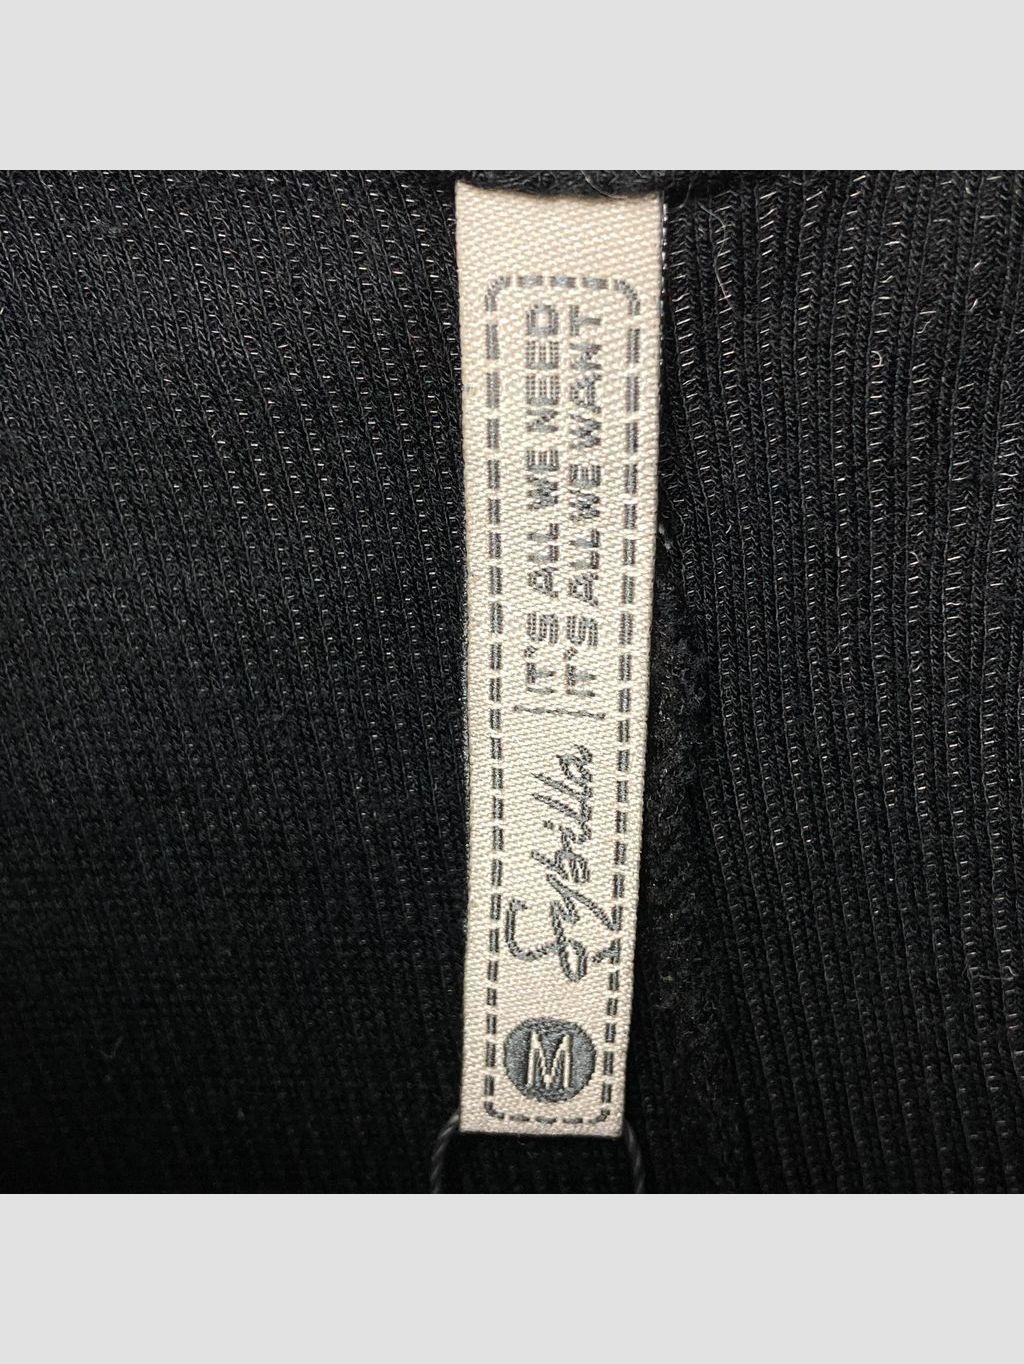 IT'S ALL WE NEED
IT'S ALL WE WANT
Sybilla
M